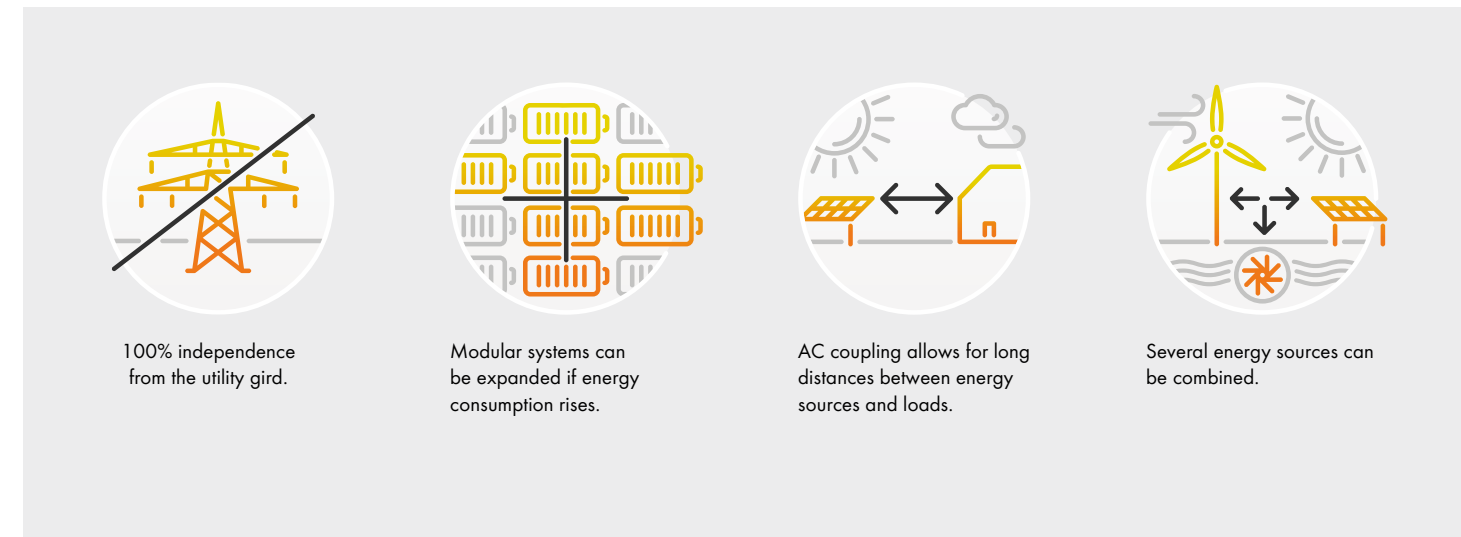 100% independence
from the utility gird.
Modular systems can
be expanded if energy
consumption rises.
AC coupling allows for long
distances between energy
sources and loads.
Several energy sources can
be combined.